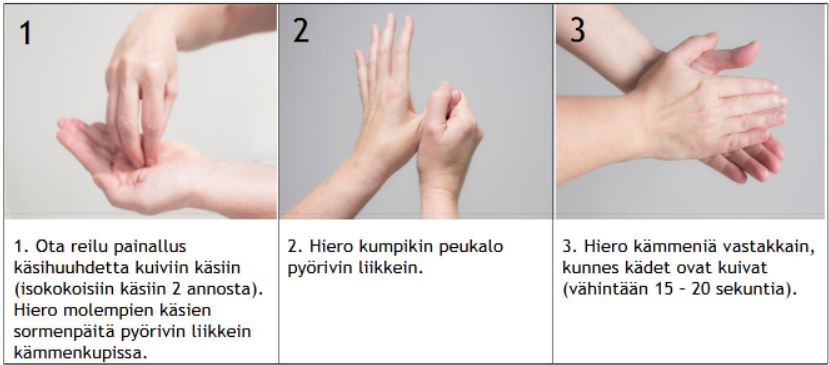 1
2
3
1. Ota reilu painallus
käsihuuhdetta kuiviin käsiin
(isokokoisiin käsiin 2 annosta).
Hiero molempien käsien
sormenpäitä pyörivin liikkein
kämmenkupissa.
2. Hiero kumpikin peukalo
pyörivin liikkein.
3. Hiero kämmeniä vastakkain,
kunnes kädet ovat kuivat
(vähintään 15 – 20 sekuntia).